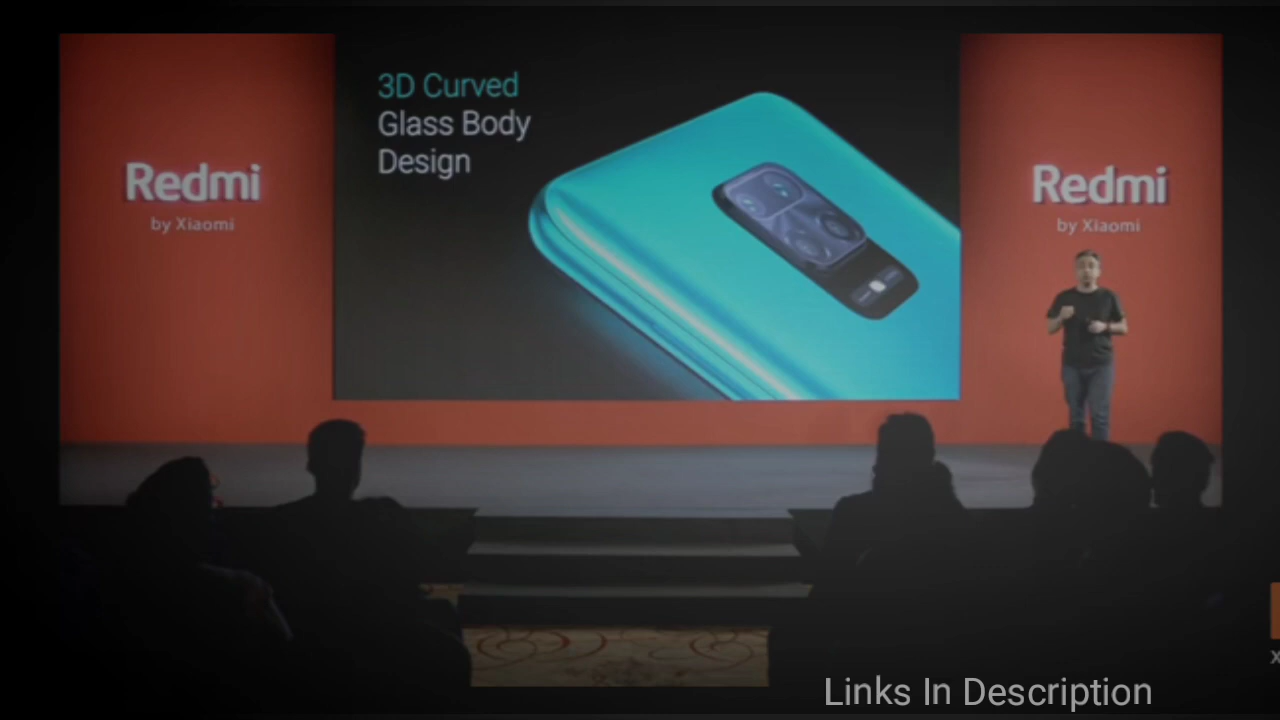 3D Curved
Glass Body
Design
Redmi
by Xiaomi
Redmi
by Xiaomi
Links In Description